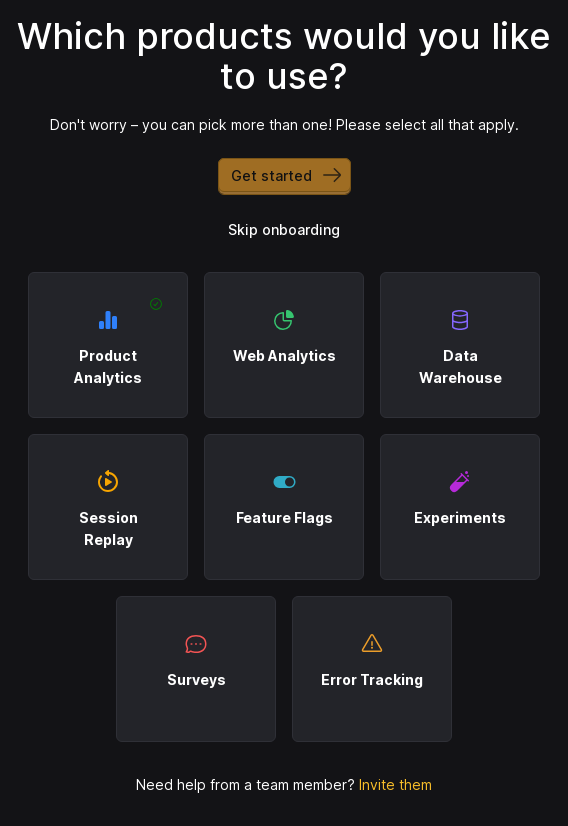 Which products would you like
to use?
Don't worry – you can pick more than one! Please select all that apply.
Get started
Skip onboarding
Product
Analytics
Web Analytics
Data
Warehouse
Session
Replay
Feature Flags
Experiments
Surveys
Error Tracking
Need help from a team member? Invite them